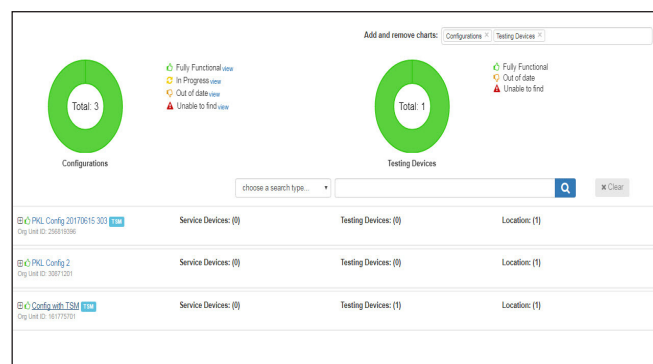 Add and remove charts: Configurations × Testing Devices ×
Fully Functional view
In Progress view
Out of date view
Unable to find view
Total: 3
Configurations
Fully Functional
Out of date
Unable to find
Total: 1
Testing Devices
choose a search type...
× Clear
PKL Config 20170615 303 TSM Service Devices: (0) Testing Devices: (0) Location: (1)
Org Unit ID: 256819396
PKL Config 2 Service Devices: (0) Testing Devices: (0) Location: (1)
Org Unit ID: 30871201
Config with TSM TSM Service Devices: (0) Testing Devices: (1) Location: (1)
Org Unit ID: 161775701